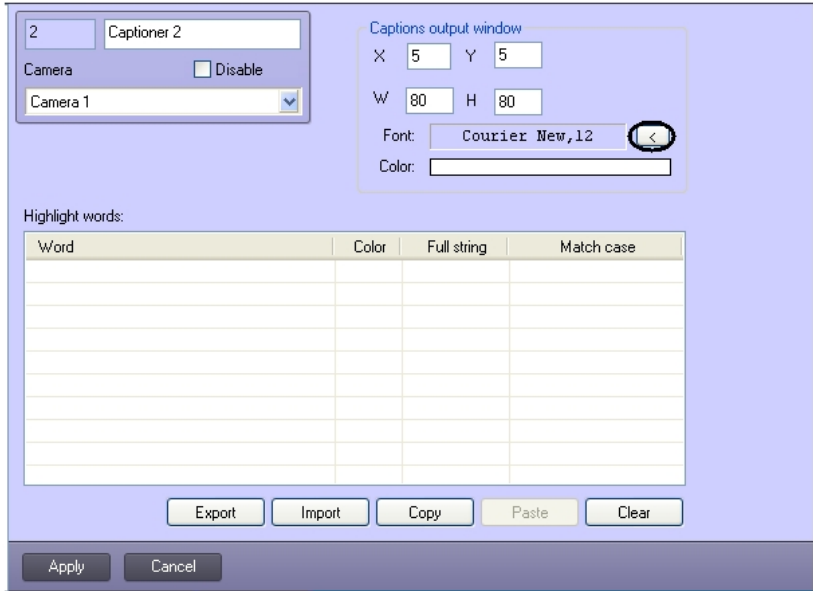 2 Captioner 2
Camera Disable
Camera 1
Captions output window
X 5 Y 5
W 80 H 80
Font: Courier New,12 <
Color:
Highlight words:
Word Color Full string Match case
Export Import Copy Paste Clear
Apply Cancel